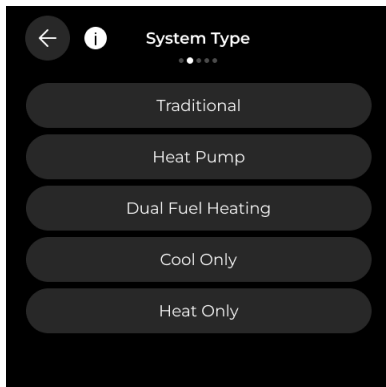 i
System Type
Traditional
Heat Pump
Dual Fuel Heating
Cool Only
Heat Only